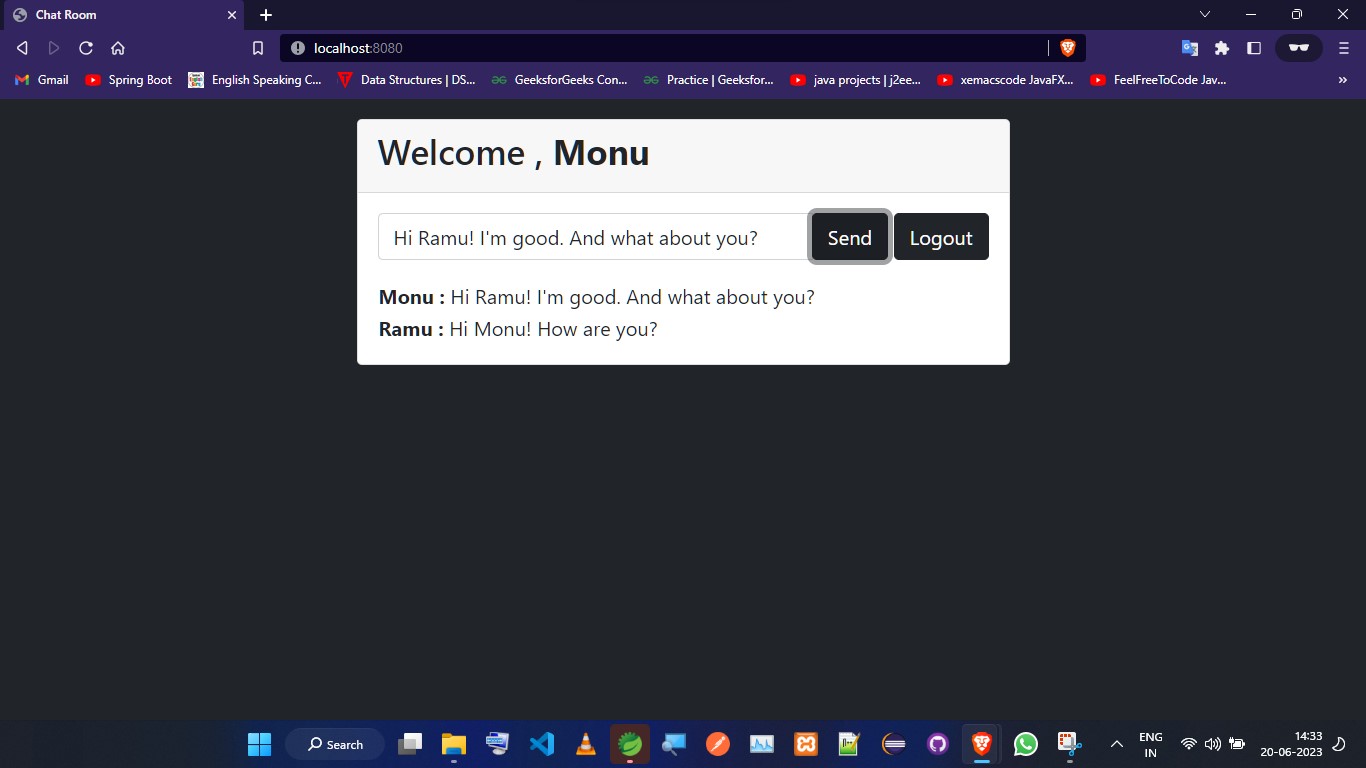 Chat Room
localhost:8080
Gmail
Spring Boot
English Speaking C...
Data Structures | DS...
GeeksforGeeks Con...
Practice | Geeksfor...
java projects | j2ee...
xemacscode JavaFX...
FeelFreeToCode Jav...
Welcome , Monu
Hi Ramu! I'm good. And what about you?
Send
Logout
Monu : Hi Ramu! I'm good. And what about you?
Ramu : Hi Monu! How are you?
Search
ENG
IN
14:33
20-06-2023